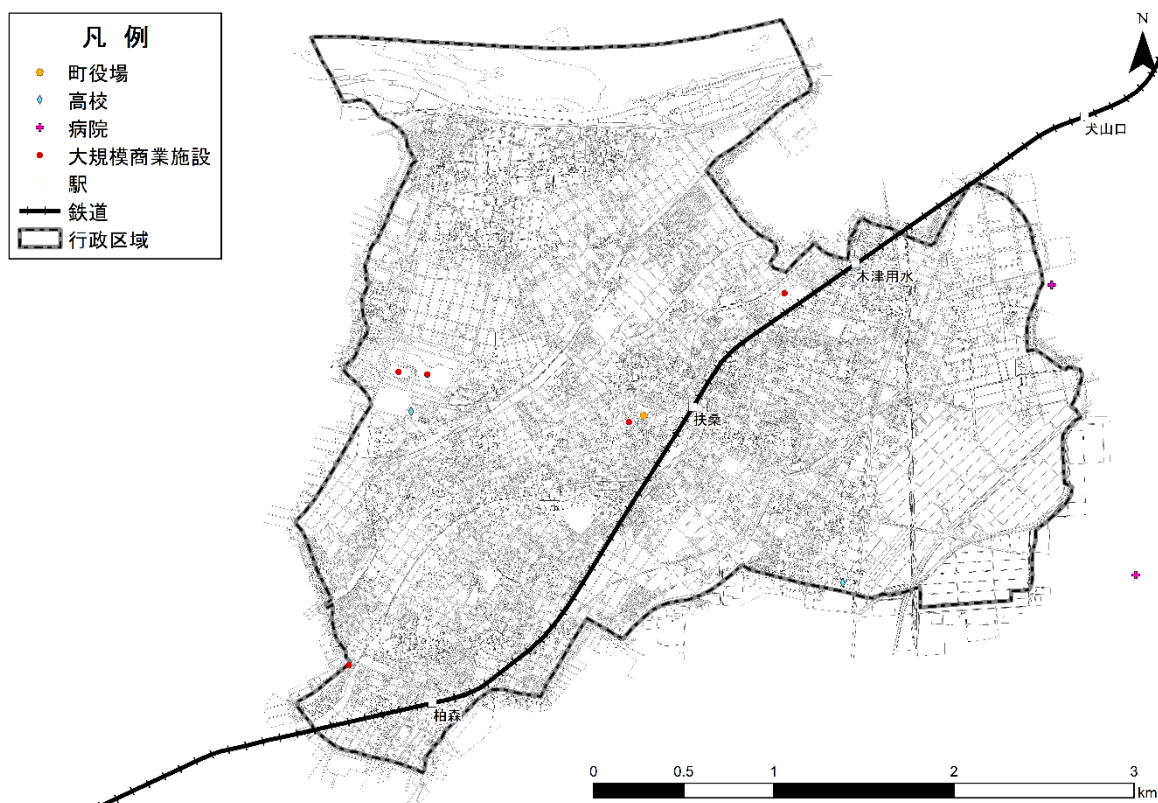 凡 例
町役場
高校
病院
大規模商業施設
駅
鉄道
行政区域
N
犬山口
木津用水
扶桑
柏森
0 0.5 1 2 3
km